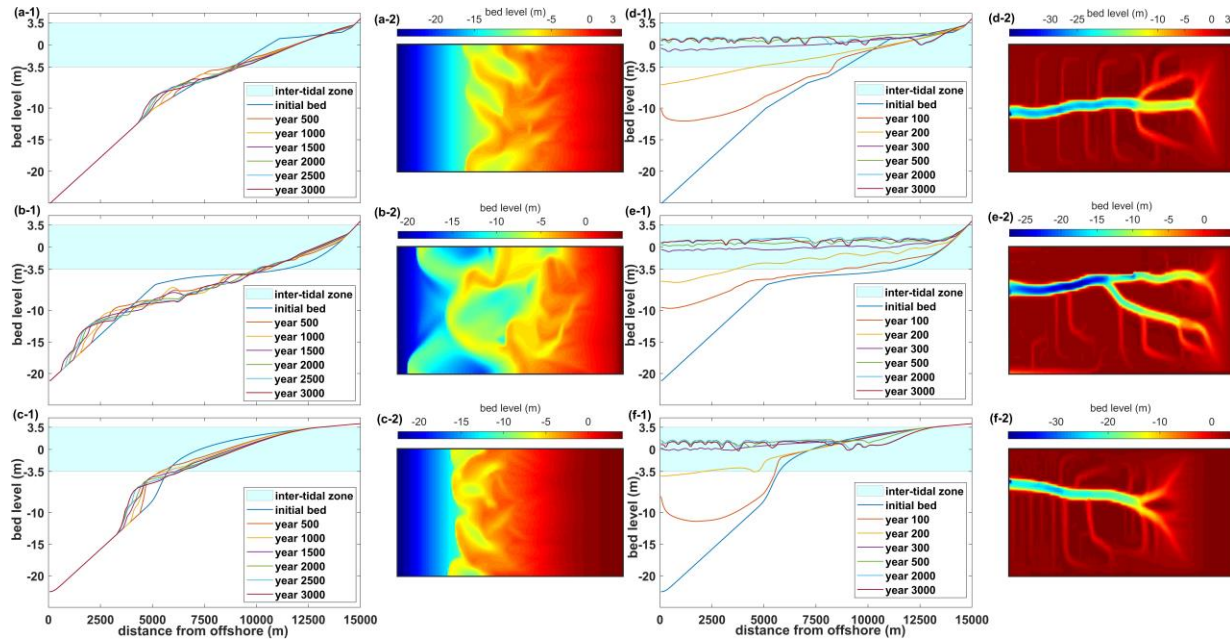 (a-1)
3.5
0
-3.5
-10
-15
-20
bed level (m)
inter-tidal zone
initial bed
year 500
year 1000
year 1500
year 2000
year 2500
year 3000
(a-2)
bed level (m)
-20 -15 -10 -5 0 3
(d-1)
3.5
0
-3.5
-10
-15
-20
bed level (m)
inter-tidal zone
initial bed
year 100
year 200
year 300
year 500
year 2000
year 3000
(d-2)
bed level (m)
-30 -25 -10 -5 0 3
(b-1)
3.5
0
-3.5
-10
-15
-20
bed level (m)
inter-tidal zone
initial bed
year 500
year 1000
year 1500
year 2000
year 2500
year 3000
(b-2)
bed level (m)
-20 -15 -10 -5 0
(e-1)
3.5
0
-3.5
-10
-15
-20
bed level (m)
inter-tidal zone
initial bed
year 100
year 200
year 300
year 500
year 2000
year 3000
(e-2)
bed level (m)
-25 -20 -15 -10 -5 0
(c-1)
3.5
0
-3.5
-10
-15
-20
bed level (m)
inter-tidal zone
initial bed
year 500
year 1000
year 1500
year 2000
year 2500
year 3000
0 2500 5000 7500 10000 12500 15000
distance from offshore (m)
(c-2)
bed level (m)
-20 -15 -10 -5 0
(f-1)
3.5
0
-3.5
-10
-15
-20
bed level (m)
inter-tidal zone
initial bed
year 100
year 200
year 300
year 500
year 2000
year 3000
0 2500 5000 7500 10000 12500 15000
distance from offshore (m)
(f-2)
bed level (m)
-30 -20 -10 0